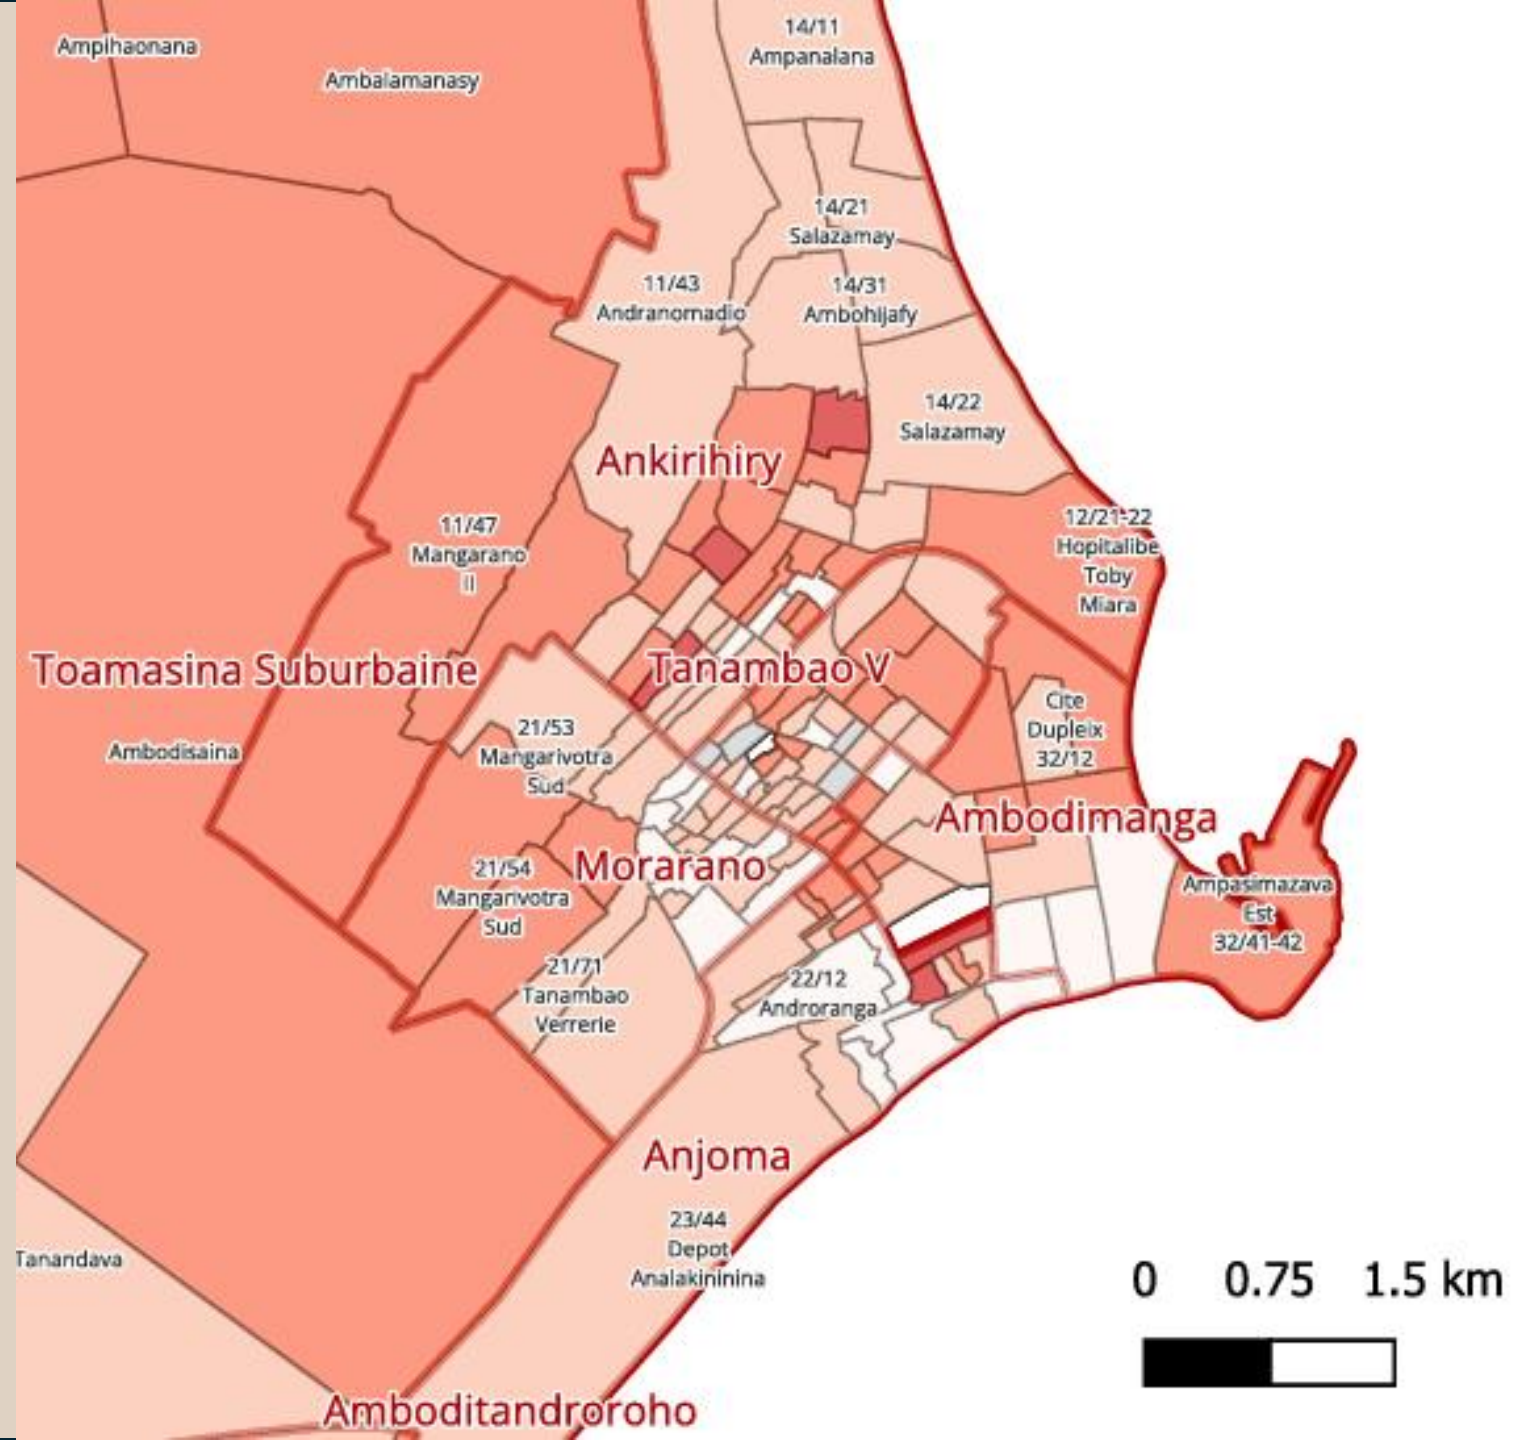 14/11
Ampanalana
Ampihaonana
Ambalamanasy
14/21
Salazamay
11/43
Andranomadio
14/31
Ambohijafy
14/22
Salazamay
Ankirihiry
11/47
Mangarano
II
12/21-22
Hopitalibe
Toby
Miara
Toamasina Suburbaine
Tanambao V
Ambodisaina
21/53
Mangarivotra
Sud
Cite
Dupleix
32/12
Ambodimanga
21/54
Mangarivotra
Sud
Morarano
Ampasimazava
Est
32/41-42
21/71
Tanambao
Verrerie
22/12
Androranga
Anjoma
23/44
Depot
Analakininina
Tanandava
0 0.75 1.5 km
Amboditandroroho